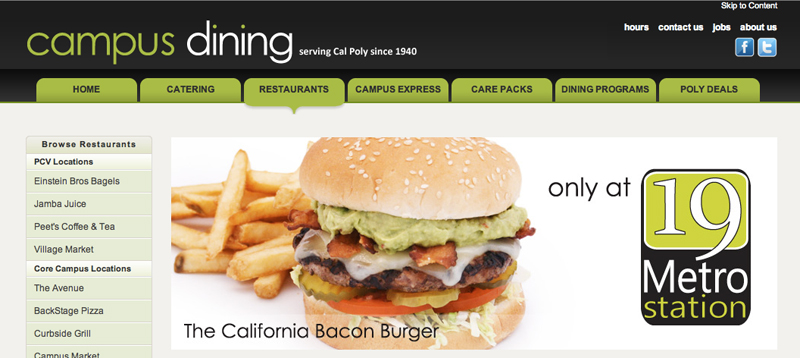 Skip to Content
campus dining serving Cal Poly since 1940
hours contact us jobs about us
f t
HOME CATERING RESTAURANTS CAMPUS EXPRESS CARE PACKS DINING PROGRAMS POLY DEALS
Browse Restaurants
PCV Locations
Einstein Bros Bagels
Jamba Juice
Peet's Coffee & Tea
Village Market
Core Campus Locations
The Avenue
BackStage Pizza
Curbside Grill
Campus Market
only at
19
Metro
station
The California Bacon Burger